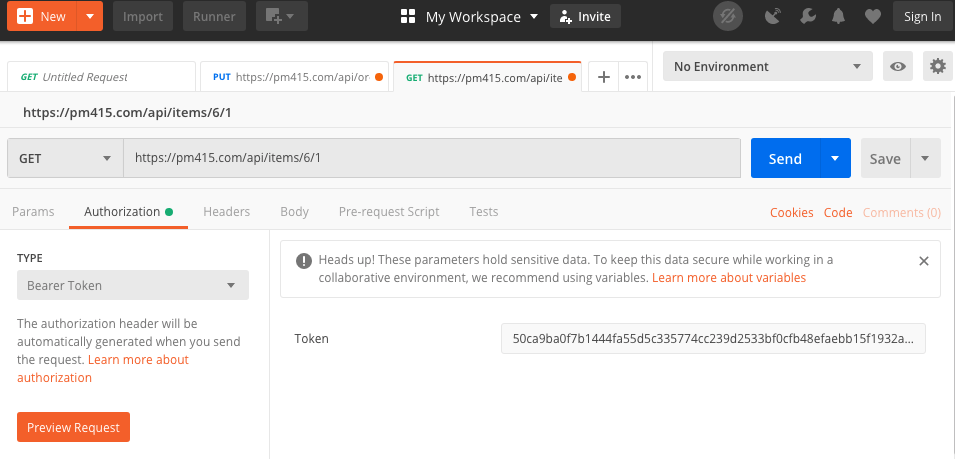 New Import Runner My Workspace Invite Sign In
GET Untitled Request PUT https://pm415.com/api/or GET https://pm415.com/api/ite No Environment
https://pm415.com/api/items/6/1
GET https://pm415.com/api/items/6/1 Send Save
Params Authorization Headers Body Pre-request Script Tests Cookies Code Comments (0)
TYPE
Bearer Token
The authorization header will be
automatically generated when you send
the request. Learn more about
authorization
Preview Request
Heads up! These parameters hold sensitive data. To keep this data secure while working in a
collaborative environment, we recommend using variables. Learn more about variables
Token 50ca9ba0f7b1444fa55d5c335774cc239d2533bf0cfb48efaebb15f1932a...